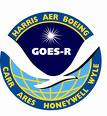 HARRIS AER BOEING
GOES-R
CARR ARES HONEYWELL WYLE